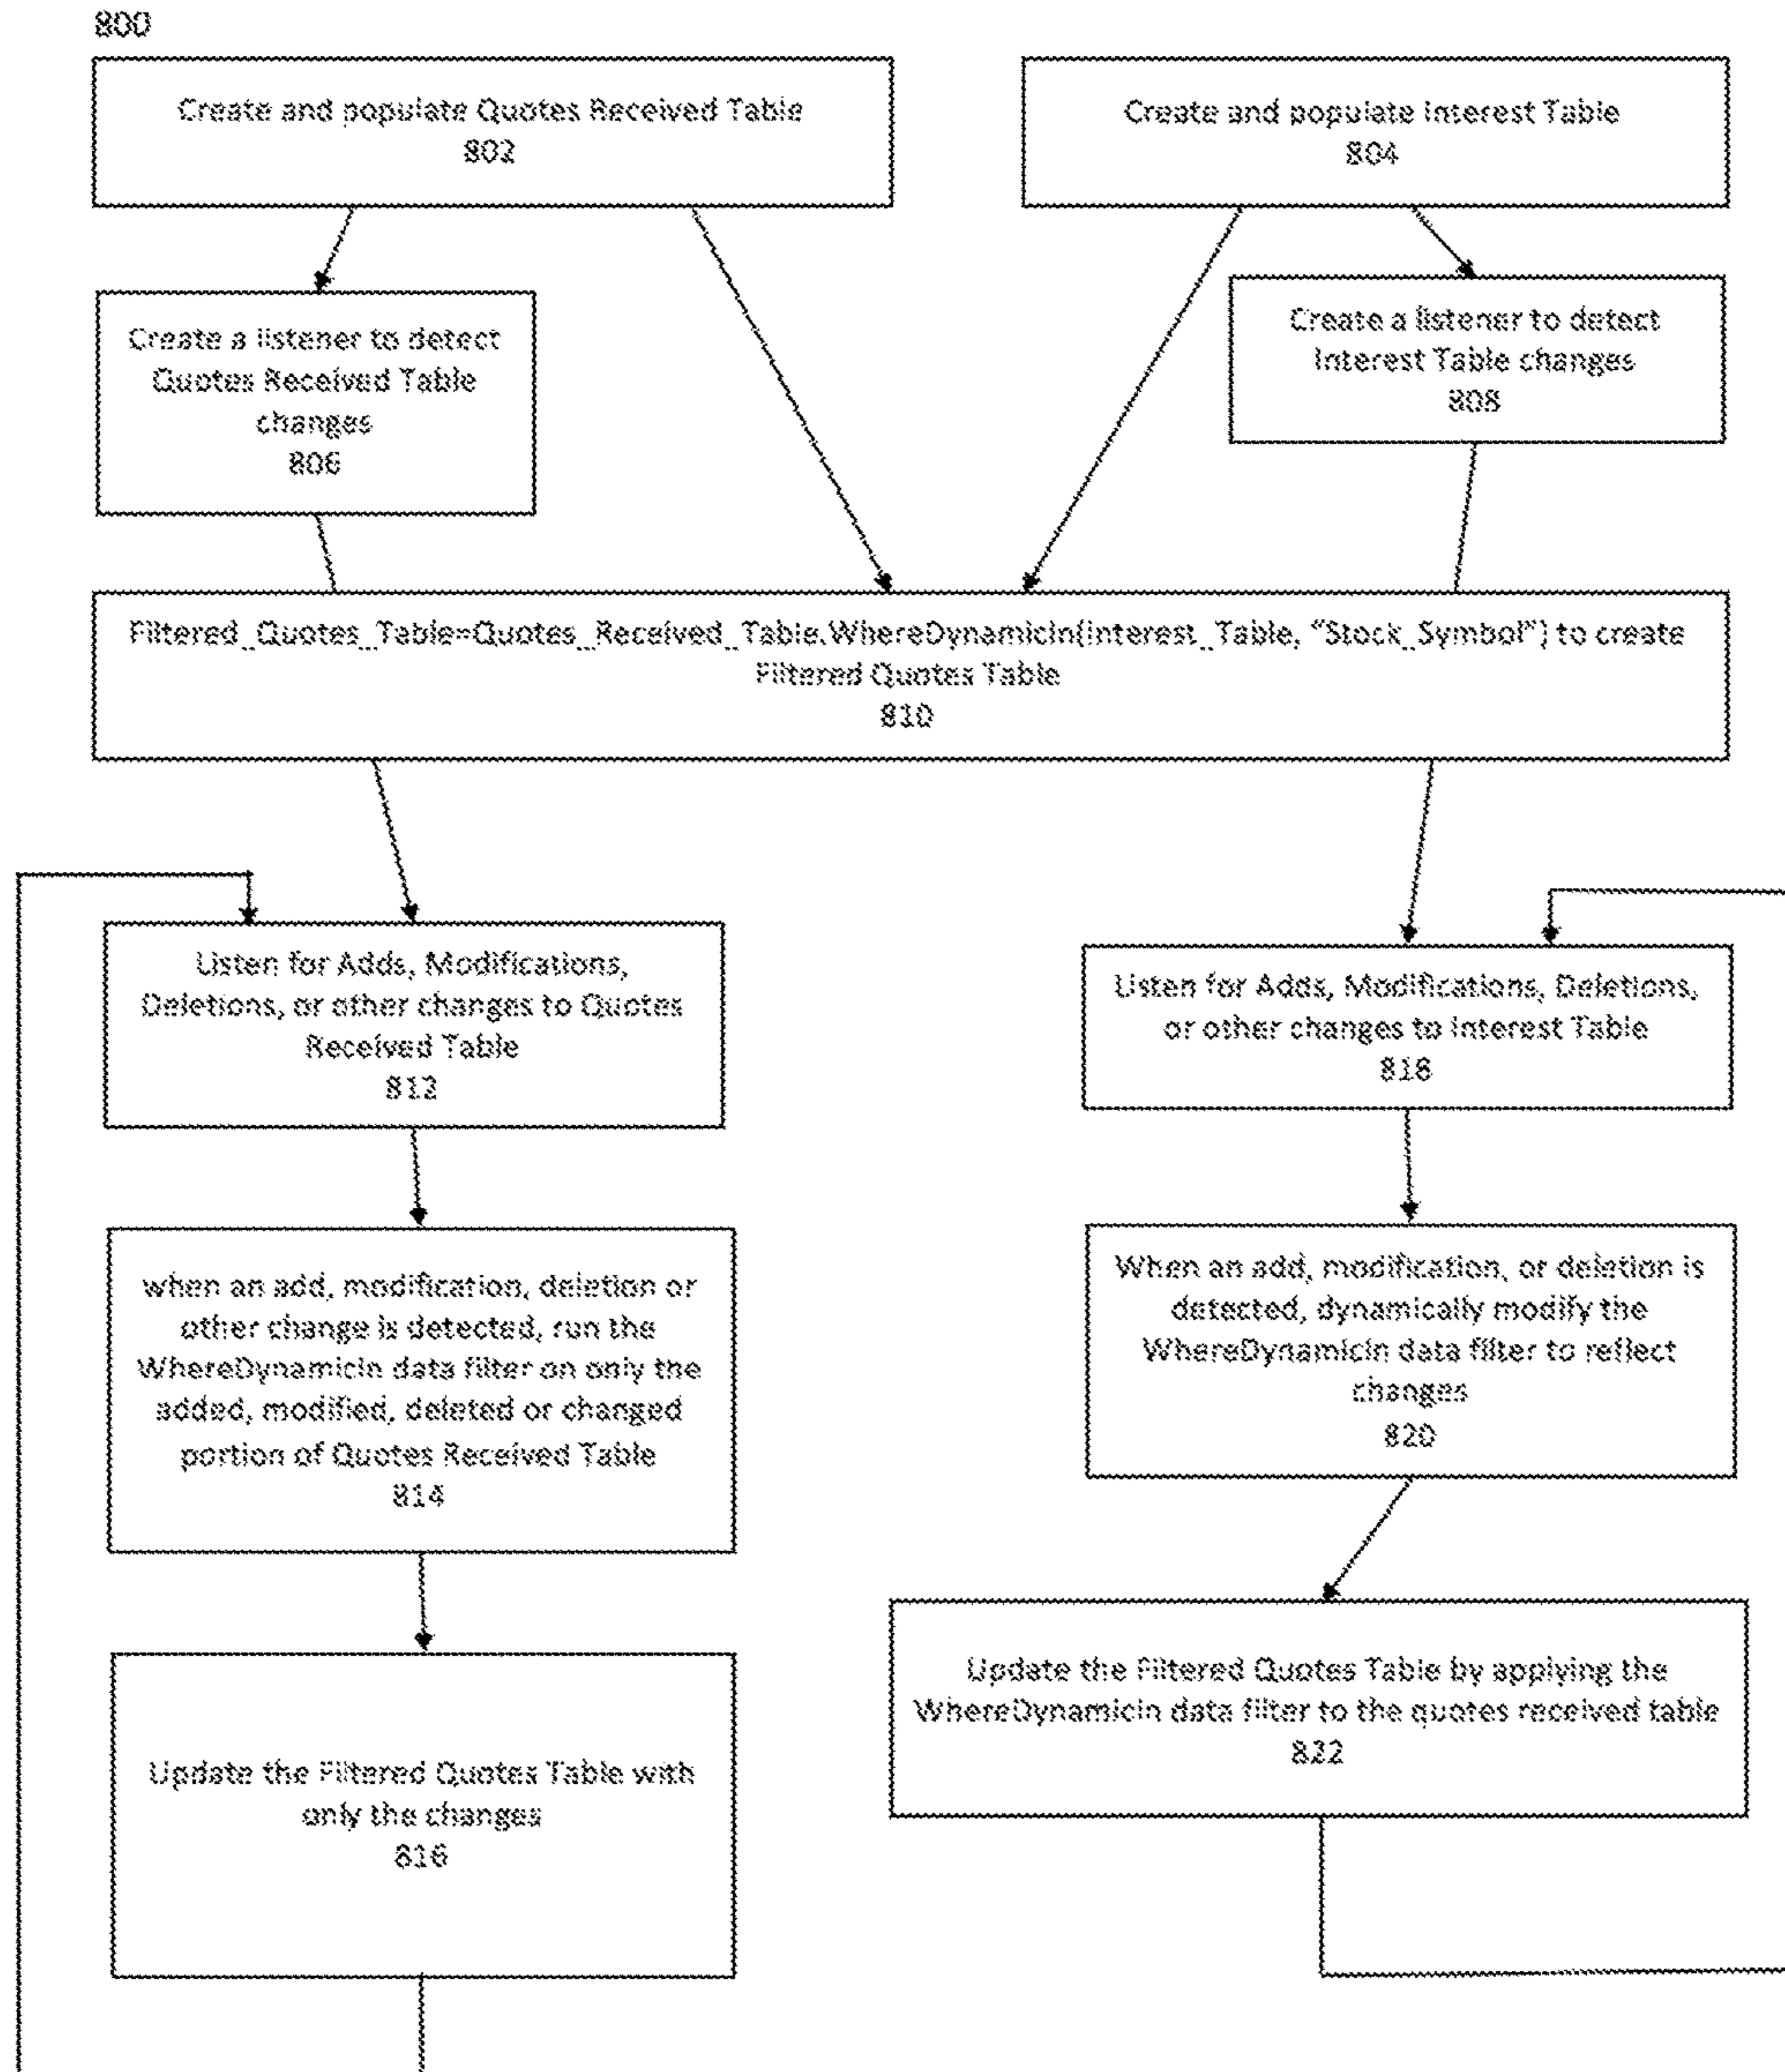 800
Create and populate Quotes Received Table
802
Create and populate Interest Table
804
Create a listener to detect
Quotes Received Table
changes
806
Create a listener to detect
Interest Table changes
808
Filtered_Quotes_Table=Quotes_Received_Table.WhereDynamicIn(Interest_Table, “Stock_Symbol”) to create
Filtered Quotes Table
810
Listen for Adds, Modifications,
Deletions, or other changes to Quotes
Received Table
812
when an add, modification, deletion or
other change is detected, run the
WhereDynamicIn data filter on only the
added, modified, deleted or changed
portion of Quotes Received Table
814
Update the Filtered Quotes Table with
only the changes
816
Listen for Adds, Modifications, Deletions,
or other changes to Interest Table
818
When an add, modification, or deletion is
detected, dynamically modify the
WhereDynamicIn data filter to reflect
changes
820
Update the Filtered Quotes Table by applying the
WhereDynamicIn data filter to the quotes received table
822